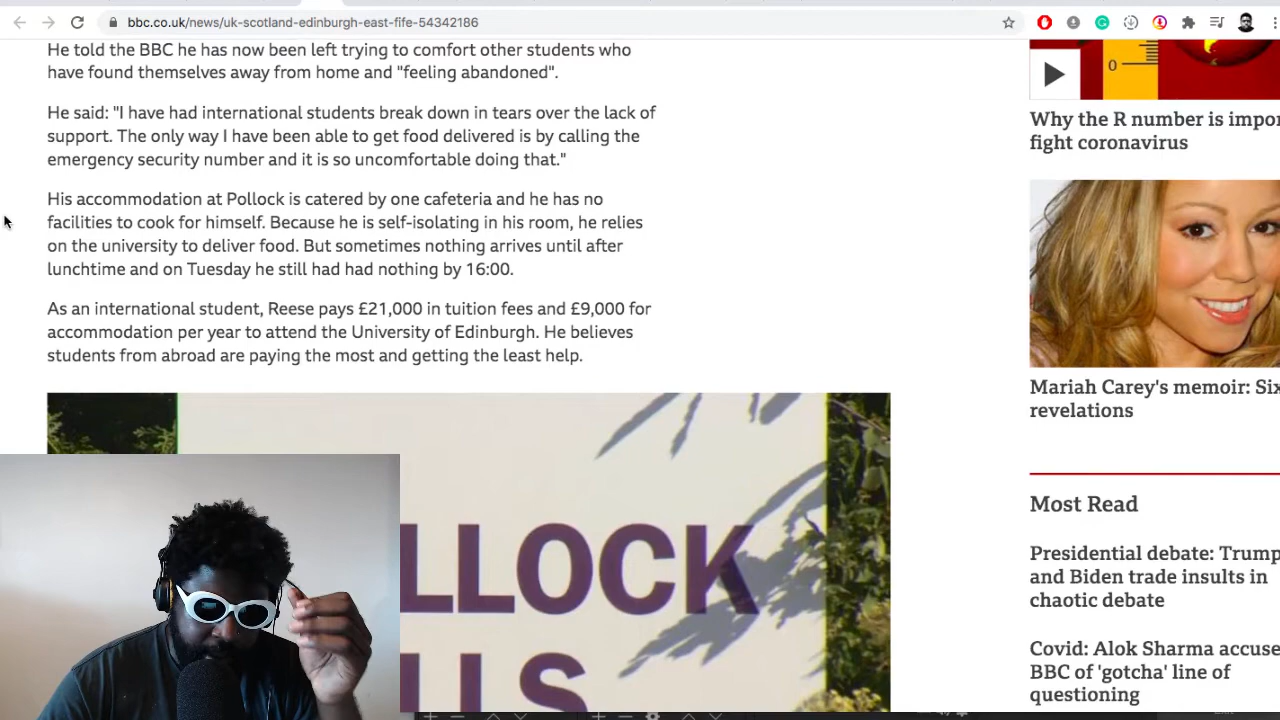 bbc.co.uk/news/uk-scotland-edinburgh-east-fife-54342186
He told the BBC he has now been left trying to comfort other students who
have found themselves away from home and "feeling abandoned".
He said: "I have had international students break down in tears over the lack of
support. The only way I have been able to get food delivered is by calling the
emergency security number and it is so uncomfortable doing that."
His accommodation at Pollock is catered by one cafeteria and he has no
facilities to cook for himself. Because he is self-isolating in his room, he relies
on the university to deliver food. But sometimes nothing arrives until after
lunchtime and on Tuesday he still had had nothing by 16:00.
As an international student, Reese pays £21,000 in tuition fees and £9,000 for
accommodation per year to attend the University of Edinburgh. He believes
students from abroad are paying the most and getting the least help.
LLOCK
LLS
0
Why the R number is impor
fight coronavirus
Mariah Carey's memoir: Six
revelations
Most Read
Presidential debate: Trump
and Biden trade insults in
chaotic debate
Covid: Alok Sharma accuse
BBC of 'gotcha' line of
questioning